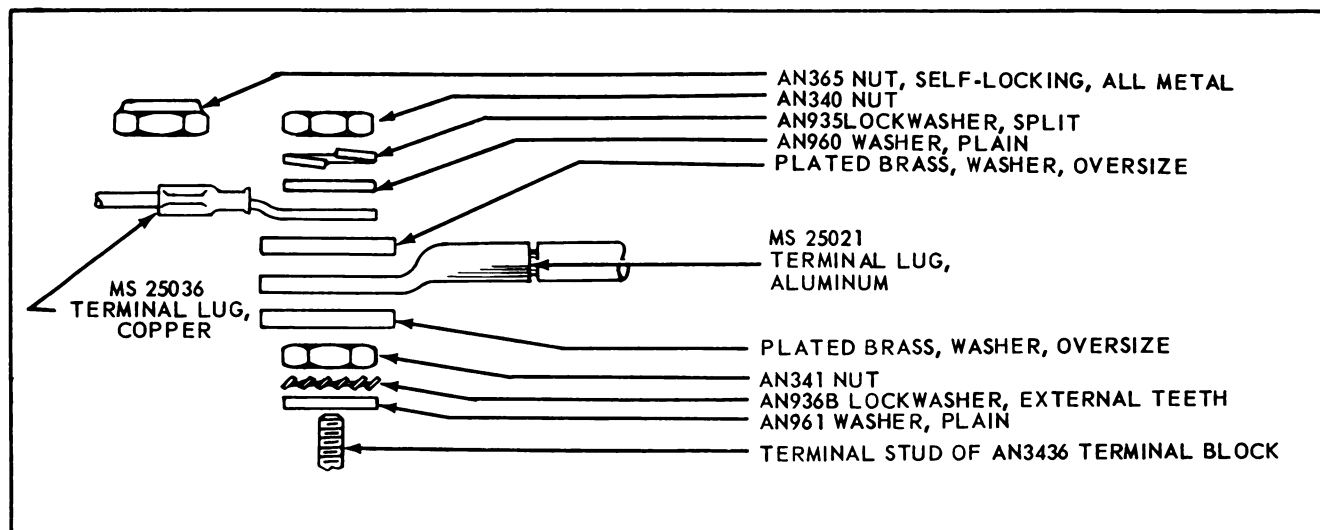 AN365 NUT, SELF-LOCKING, ALL METAL
AN340 NUT
AN935LOCKWASHER, SPLIT
AN960 WASHER, PLAIN
PLATED BRASS, WASHER, OVERSIZE
MS 25021
TERMINAL LUG,
ALUMINUM
MS 25036
TERMINAL LUG,
COPPER
PLATED BRASS, WASHER, OVERSIZE
AN341 NUT
AN936B LOCKWASHER, EXTERNAL TEETH
AN961 WASHER, PLAIN
TERMINAL STUD OF AN3436 TERMINAL BLOCK